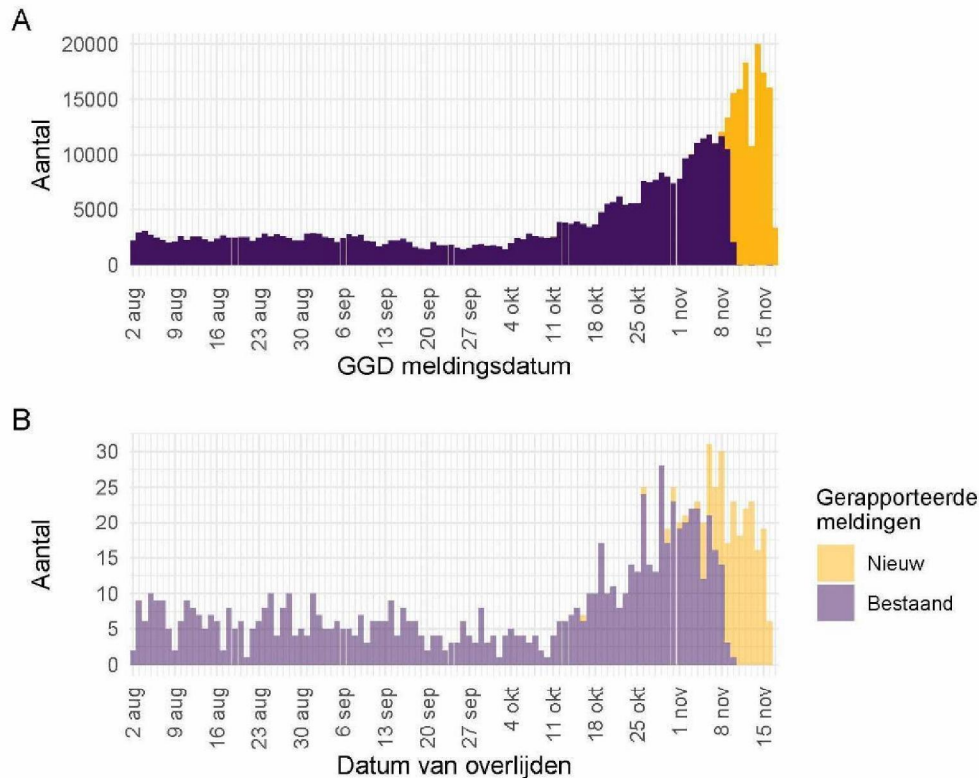 A
20000
15000
10000
5000
0
Aantal
2 aug
9 aug
16 aug
23 aug
30 aug
6 sep
13 sep
20 sep
27 sep
4 okt
11 okt
18 okt
25 okt
1 nov
8 nov
15 nov
GGD meldingsdatum
B
30
25
20
15
10
5
0
Aantal
2 aug
9 aug
16 aug
23 aug
30 aug
6 sep
13 sep
20 sep
27 sep
4 okt
11 okt
18 okt
25 okt
1 nov
8 nov
15 nov
Datum van overlijden
Gerapporteerde
meldingen
Nieuw
Bestaand